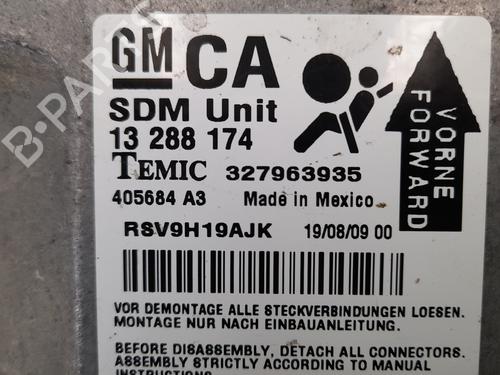 GM CA
SDM Unit
13 288 174
TEMIC 327963935
405684 A3 Made in Mexico
RSV9H19AJK 19/08/09 00
VORNE
FORWARD
VOR DEMONTAGE ALLE STECKVERBINDUNGEN LOESEN.
MONTAGE NUR NACH EINBAUANLEITUNG.
BEFORE DISASSEMBLY, DETACH ALL CONNECTORS.
ASSEMBLY STRICTLY ACCORDING TO MANUAL
INSTRUCTIONS
B-PARTS